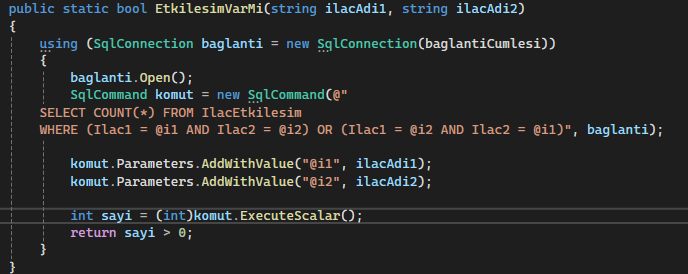 public static bool EtkilesimVarMi(string ilacAdi1, string ilacAdi2)
{
using (SqlConnection baglanti = new SqlConnection(baglantiCumlesi))
{
baglanti.Open();
SqlCommand komut = new SqlCommand(@"
SELECT COUNT(*) FROM IlacEtkilesim
WHERE (Ilac1 = @i1 AND Ilac2 = @i2) OR (Ilac1 = @i2 AND Ilac2 = @i1)", baglanti);
komut.Parameters.AddWithValue("@i1", ilacAdi1);
komut.Parameters.AddWithValue("@i2", ilacAdi2);
int sayi = (int)komut.ExecuteScalar();
return sayi > 0;
}
}